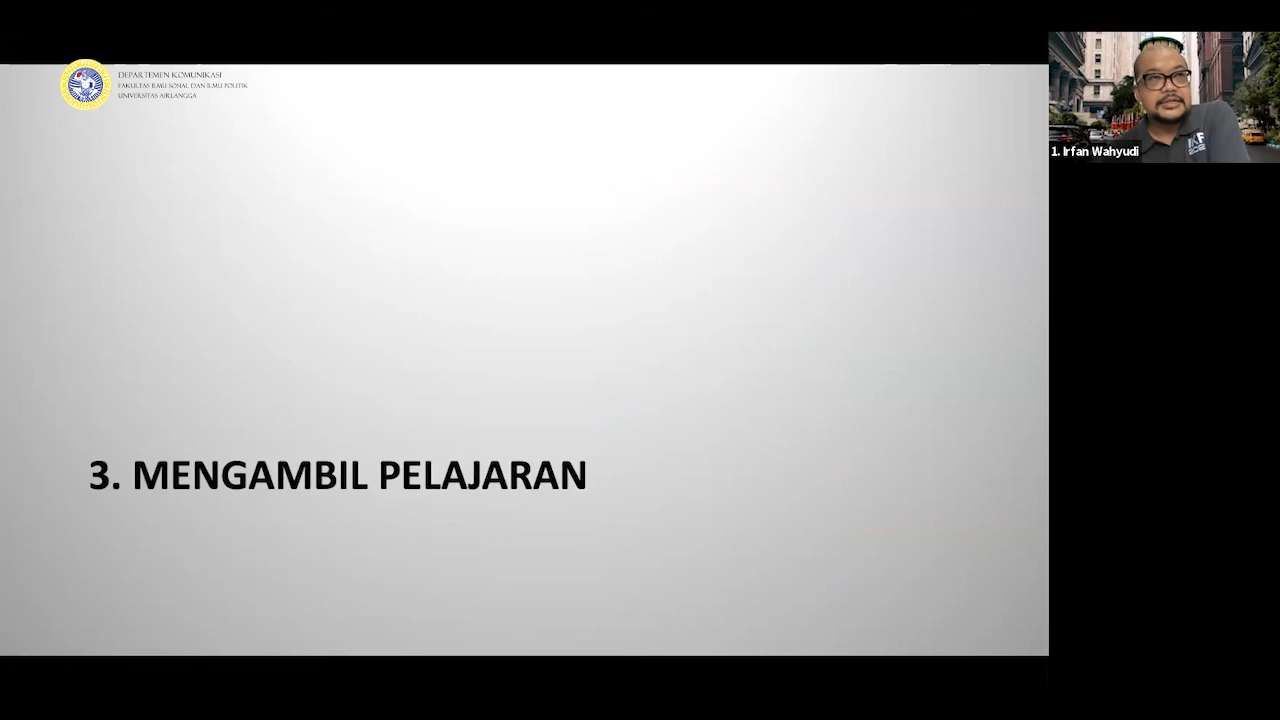 DEPARTEMEN KOMUNIKASI
FAKULTAS ILMU SOSIAL DAN ILMU POLITIK
UNIVERSITAS AIRLANGGA
1. Irfan Wahyudi
3. MENGAMBIL PELAJARAN